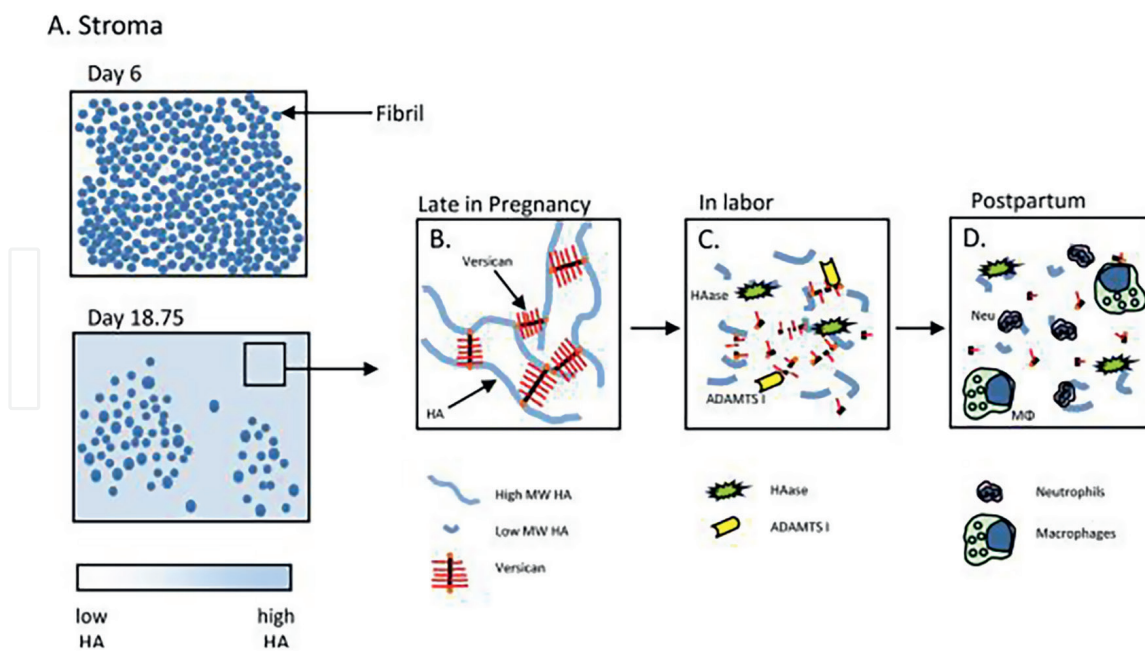 A. Stroma
Day 6
Fibril
Day 18.75
low
HA
high
HA
Late in Pregnancy
B.
Versican
HA
High MW HA
Low MW HA
Versican
In labor
C.
HAase
ADAMTS I
HAase
ADAMTS I
Postpartum
D.
Neu
MΦ
Neutrophils
Macrophages